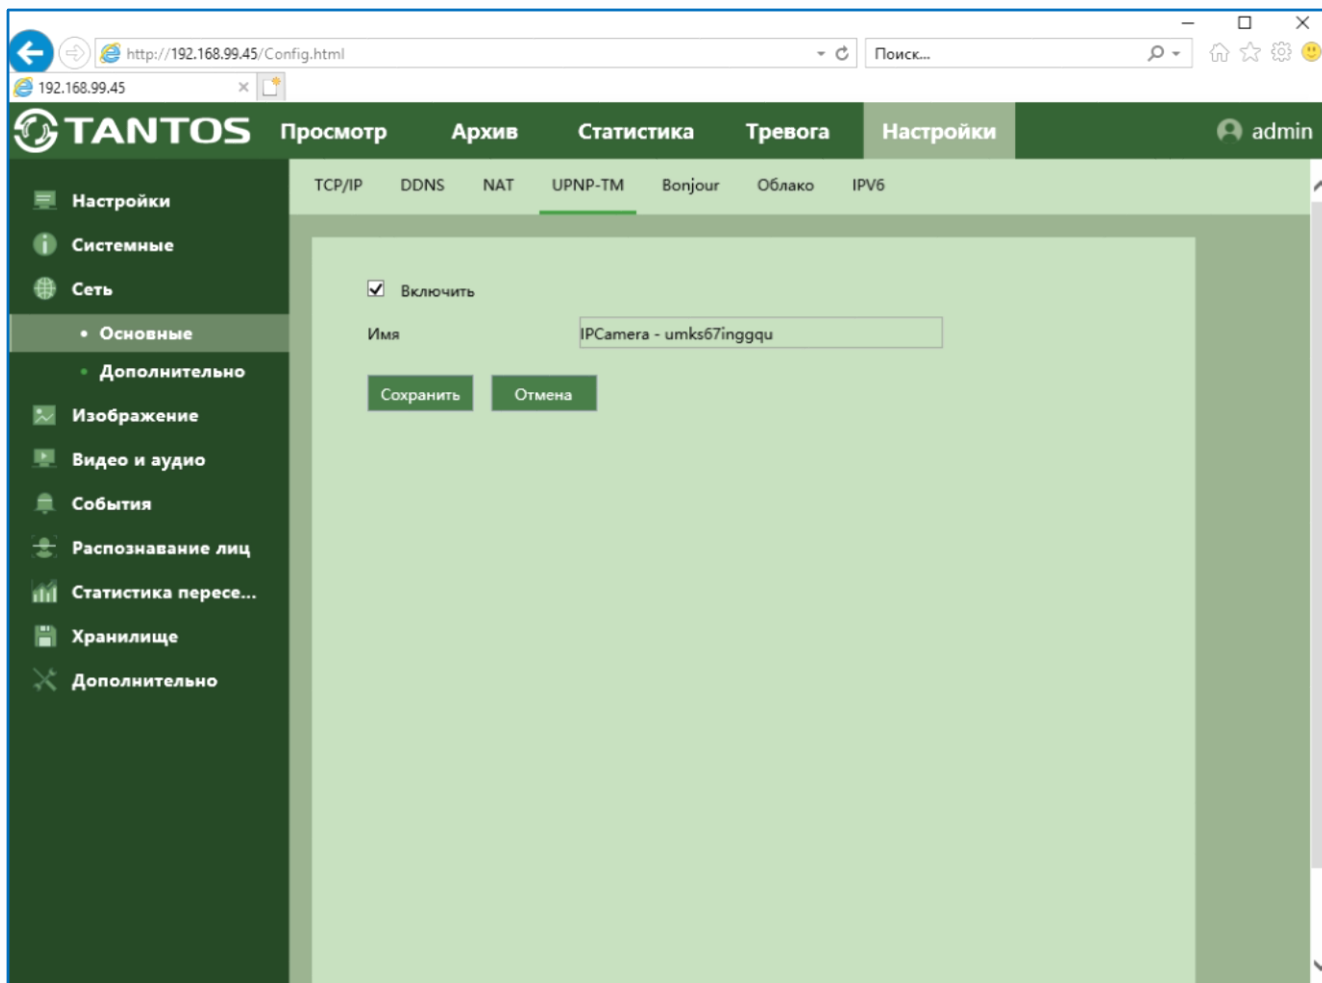 http://192.168.99.45/Config.html
Поиск...
192.168.99.45
TANTOS Просмотр Архив Статистика Тревога Настройки admin
TCP/IP DDNS NAT UPNP-TM Bonjour Облако IPV6
Настройки
Системные
Сеть
Основные
Дополнительно
Изображение
Видео и аудио
События
Распознавание лиц
Статистика пересе...
Хранилище
Дополнительно
Включить
Имя IPCamera - umks67inggqu
Сохранить Отмена